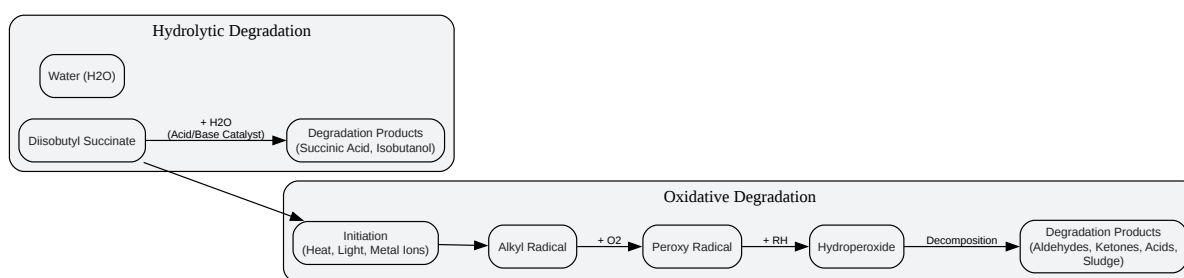 Hydrolytic Degradation
Water (H2O)
Diisobutyl Succinate
+ H2O
(Acid/Base Catalyst)
Degradation Products
(Succinic Acid, Isobutanol)
Oxidative Degradation
Initiation
(Heat, Light, Metal Ions)
Alkyl Radical
+ O2
Peroxy Radical
+ RH
Hydroperoxide
Decomposition
Degradation Products
(Aldehydes, Ketones, Acids,
Sludge)